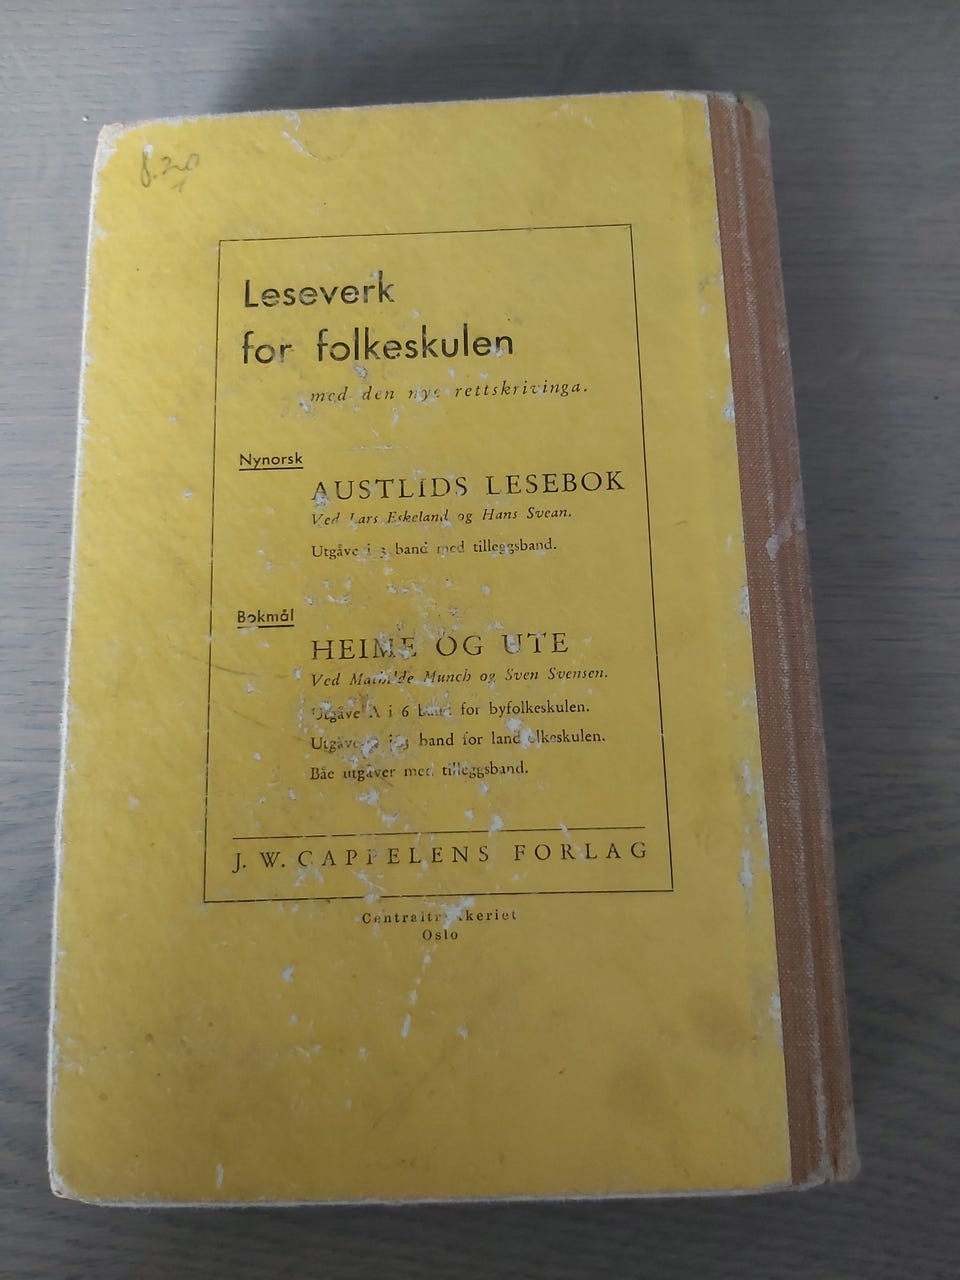 8.20
Leseverk
for folkeskulen
med den nye rettskrivinga.
Nynorsk
AUSTLIDS LESEBOK
Ved Lars Eskeland og Hans Svean.
Utgåve i 3 band med tilleggsband.
Bokmål
HEIME OG UTE
Ved Mathilde Munch og Sven Svensen.
Utgåve A i 6 band for byfolkeskulen.
Utgåve i band for landsfolkeskulen.
Båe utgåver med tilleggsband.
J. W. CAPPELENS FORLAG
Centraltrykkeriet
Oslo